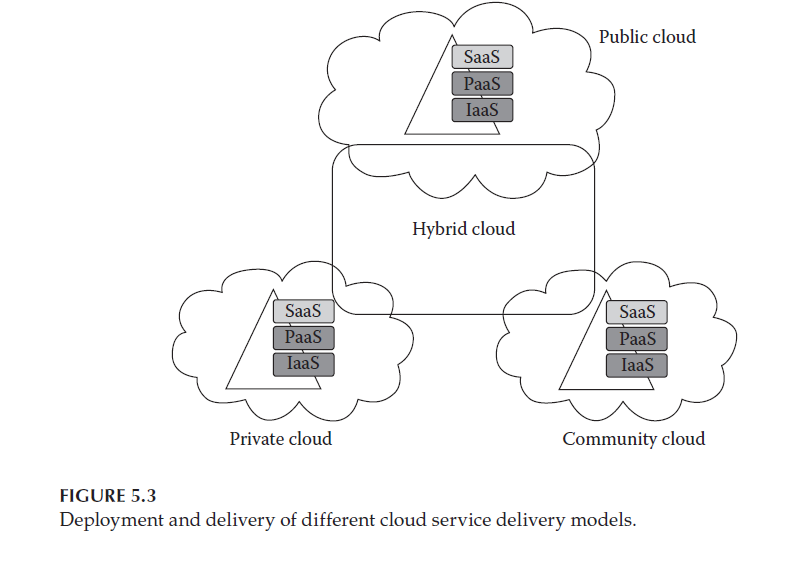 Public cloud
SaaS
PaaS
IaaS
Hybrid cloud
SaaS
PaaS
IaaS
Private cloud
SaaS
PaaS
IaaS
Community cloud
FIGURE 5.3
Deployment and delivery of different cloud service delivery models.